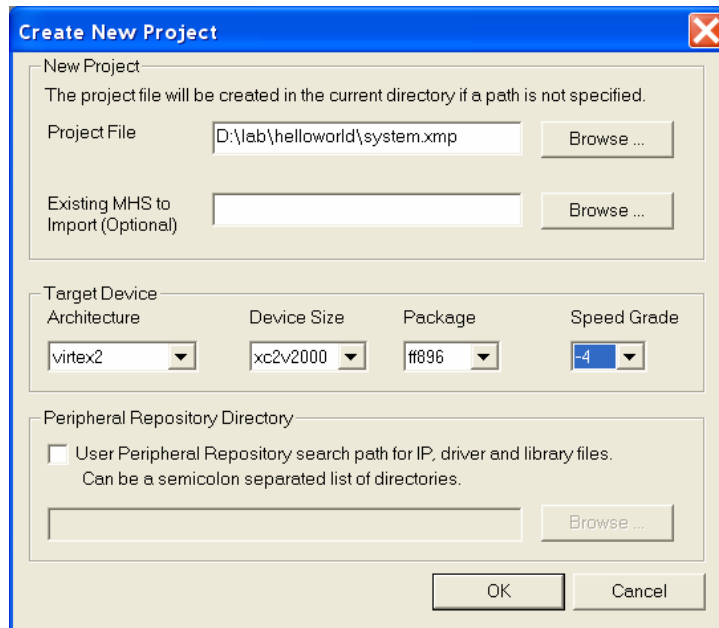 Create New Project
New Project
The project file will be created in the current directory if a path is not specified.
Project File
D:\lab\helloworld\system.xmp
Browse ...
Existing MHS to
Import (Optional)
Browse ...
Target Device
Architecture Device Size Package Speed Grade
virtex2 xc2v2000 ff896 -4
Peripheral Repository Directory
User Peripheral Repository search path for IP, driver and library files.
Can be a semicolon separated list of directories.
Browse ...
OK Cancel